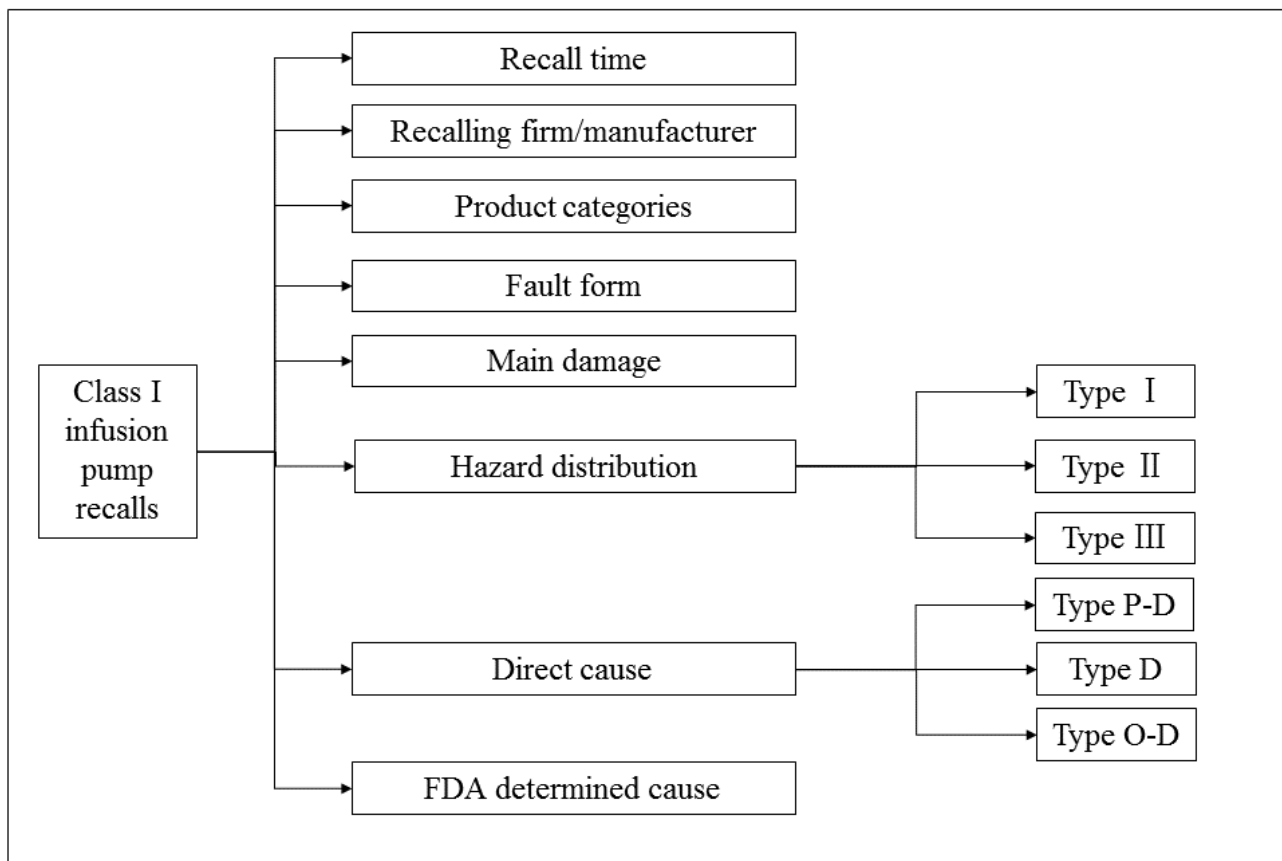 Recall time
Recalling firm/manufacturer
Product categories
Fault form
Main damage
Class I
infusion
pump
recalls
Hazard distribution
Type Ⅰ
Type Ⅱ
Type Ⅲ
Direct cause
Type P-D
Type D
Type O-D
FDA determined cause